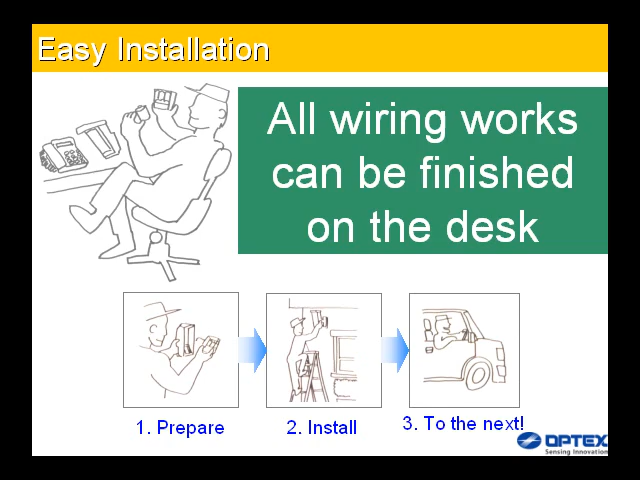 Easy Installation
All wiring works
can be finished
on the desk
1. Prepare
2. Install
3. To the next!
OPTEX
Sensing Innovation